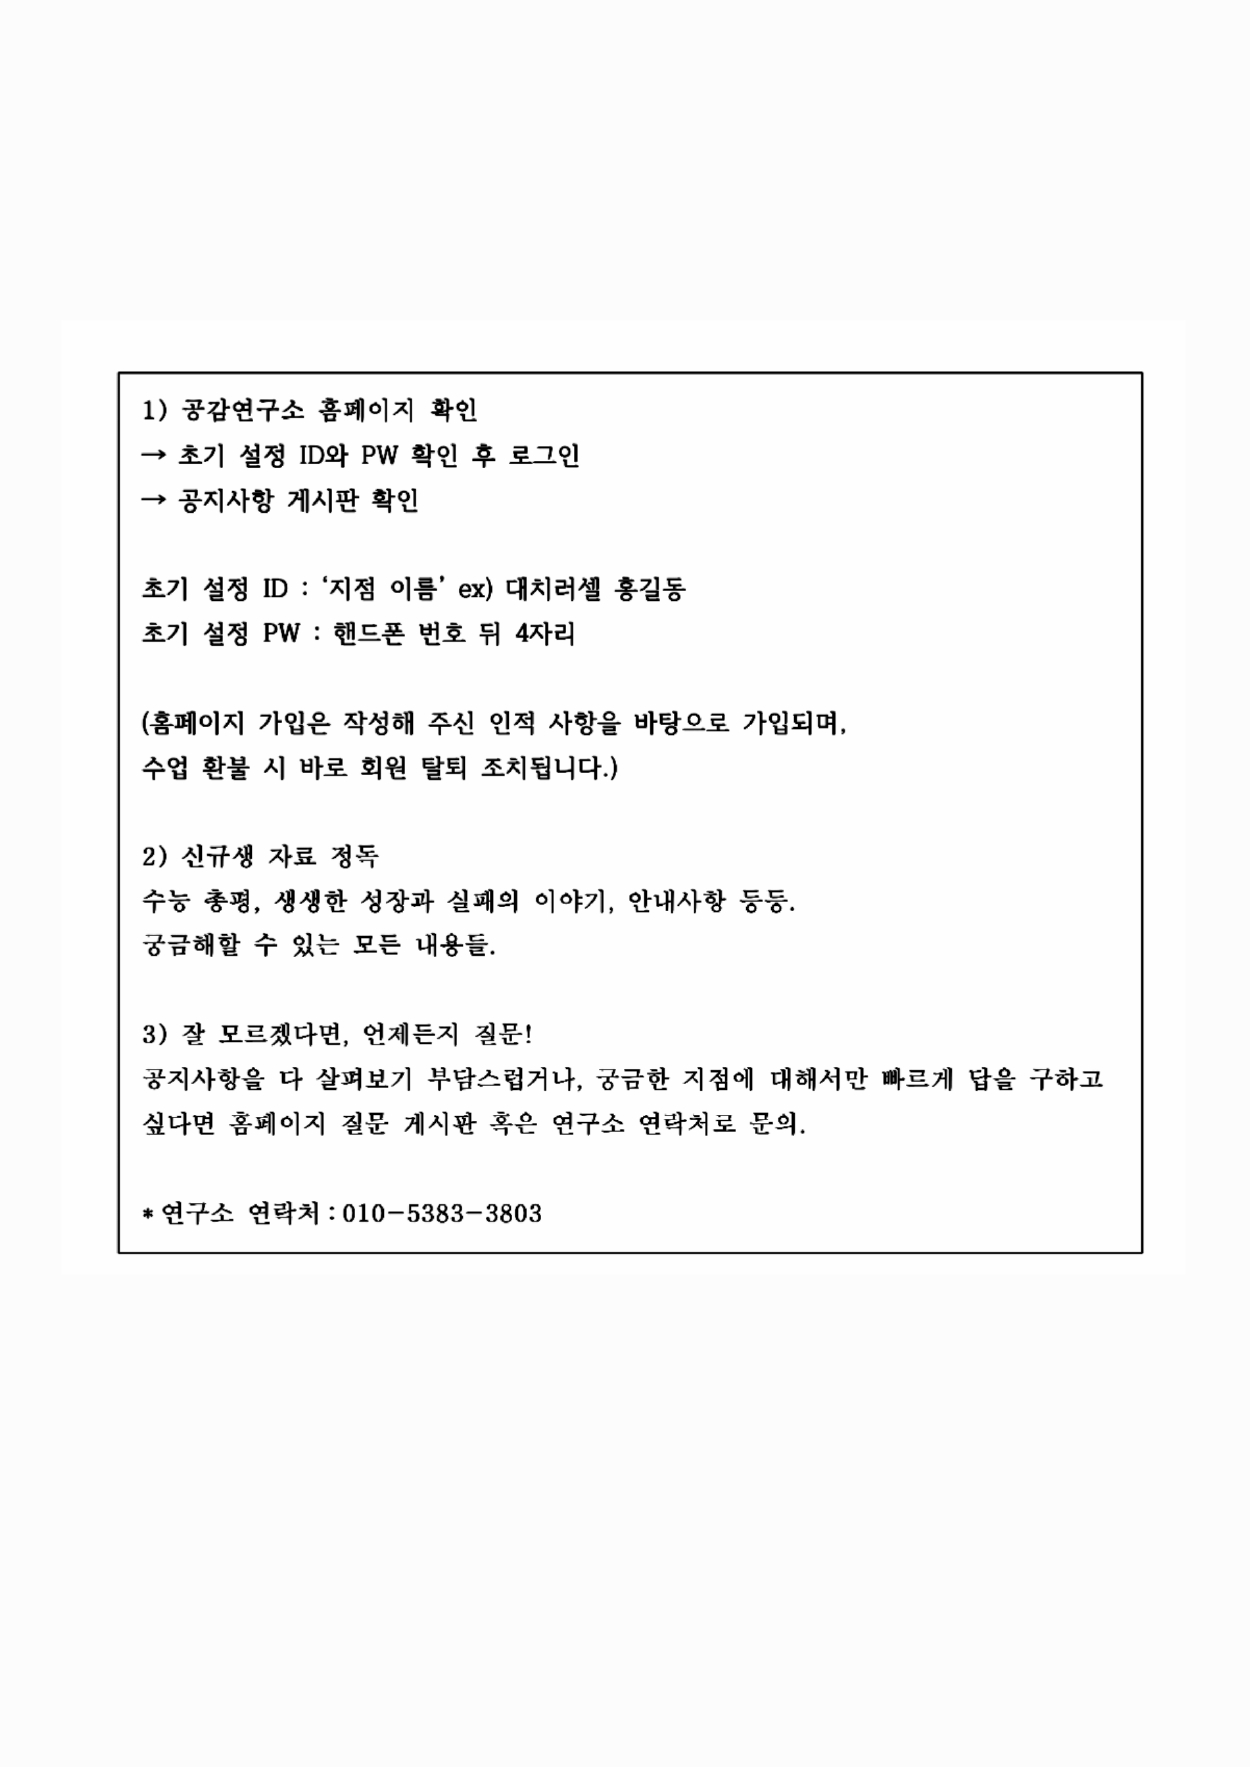 1) 공감연구소 홈페이지 확인
→ 초기 설정 ID와 PW 확인 후 로그인
→ 공지사항 게시판 확인
초기 설정 ID : ‘지점 이름’ ex) 대치러셀 홍길동
초기 설정 PW : 핸드폰 번호 뒤 4자리
(홈페이지 가입은 작성해 주신 인적 사항을 바탕으로 가입되며,
수업 환불 시 바로 회원 탈퇴 조치됩니다.)
2) 신규생 자료 정독
수능 총평, 생생한 성장과 실패의 이야기, 안내사항 등등.
궁금해할 수 있는 모든 내용들.
3) 잘 모르겠다면, 언제든지 질문!
공지사항을 다 살펴보기 부담스럽거나, 궁금한 지점에 대해서만 빠르게 답을 구하고
싶다면 홈페이지 질문 게시판 혹은 연구소 연락처로 문의.
* 연구소 연락처 : 010-5383-3803